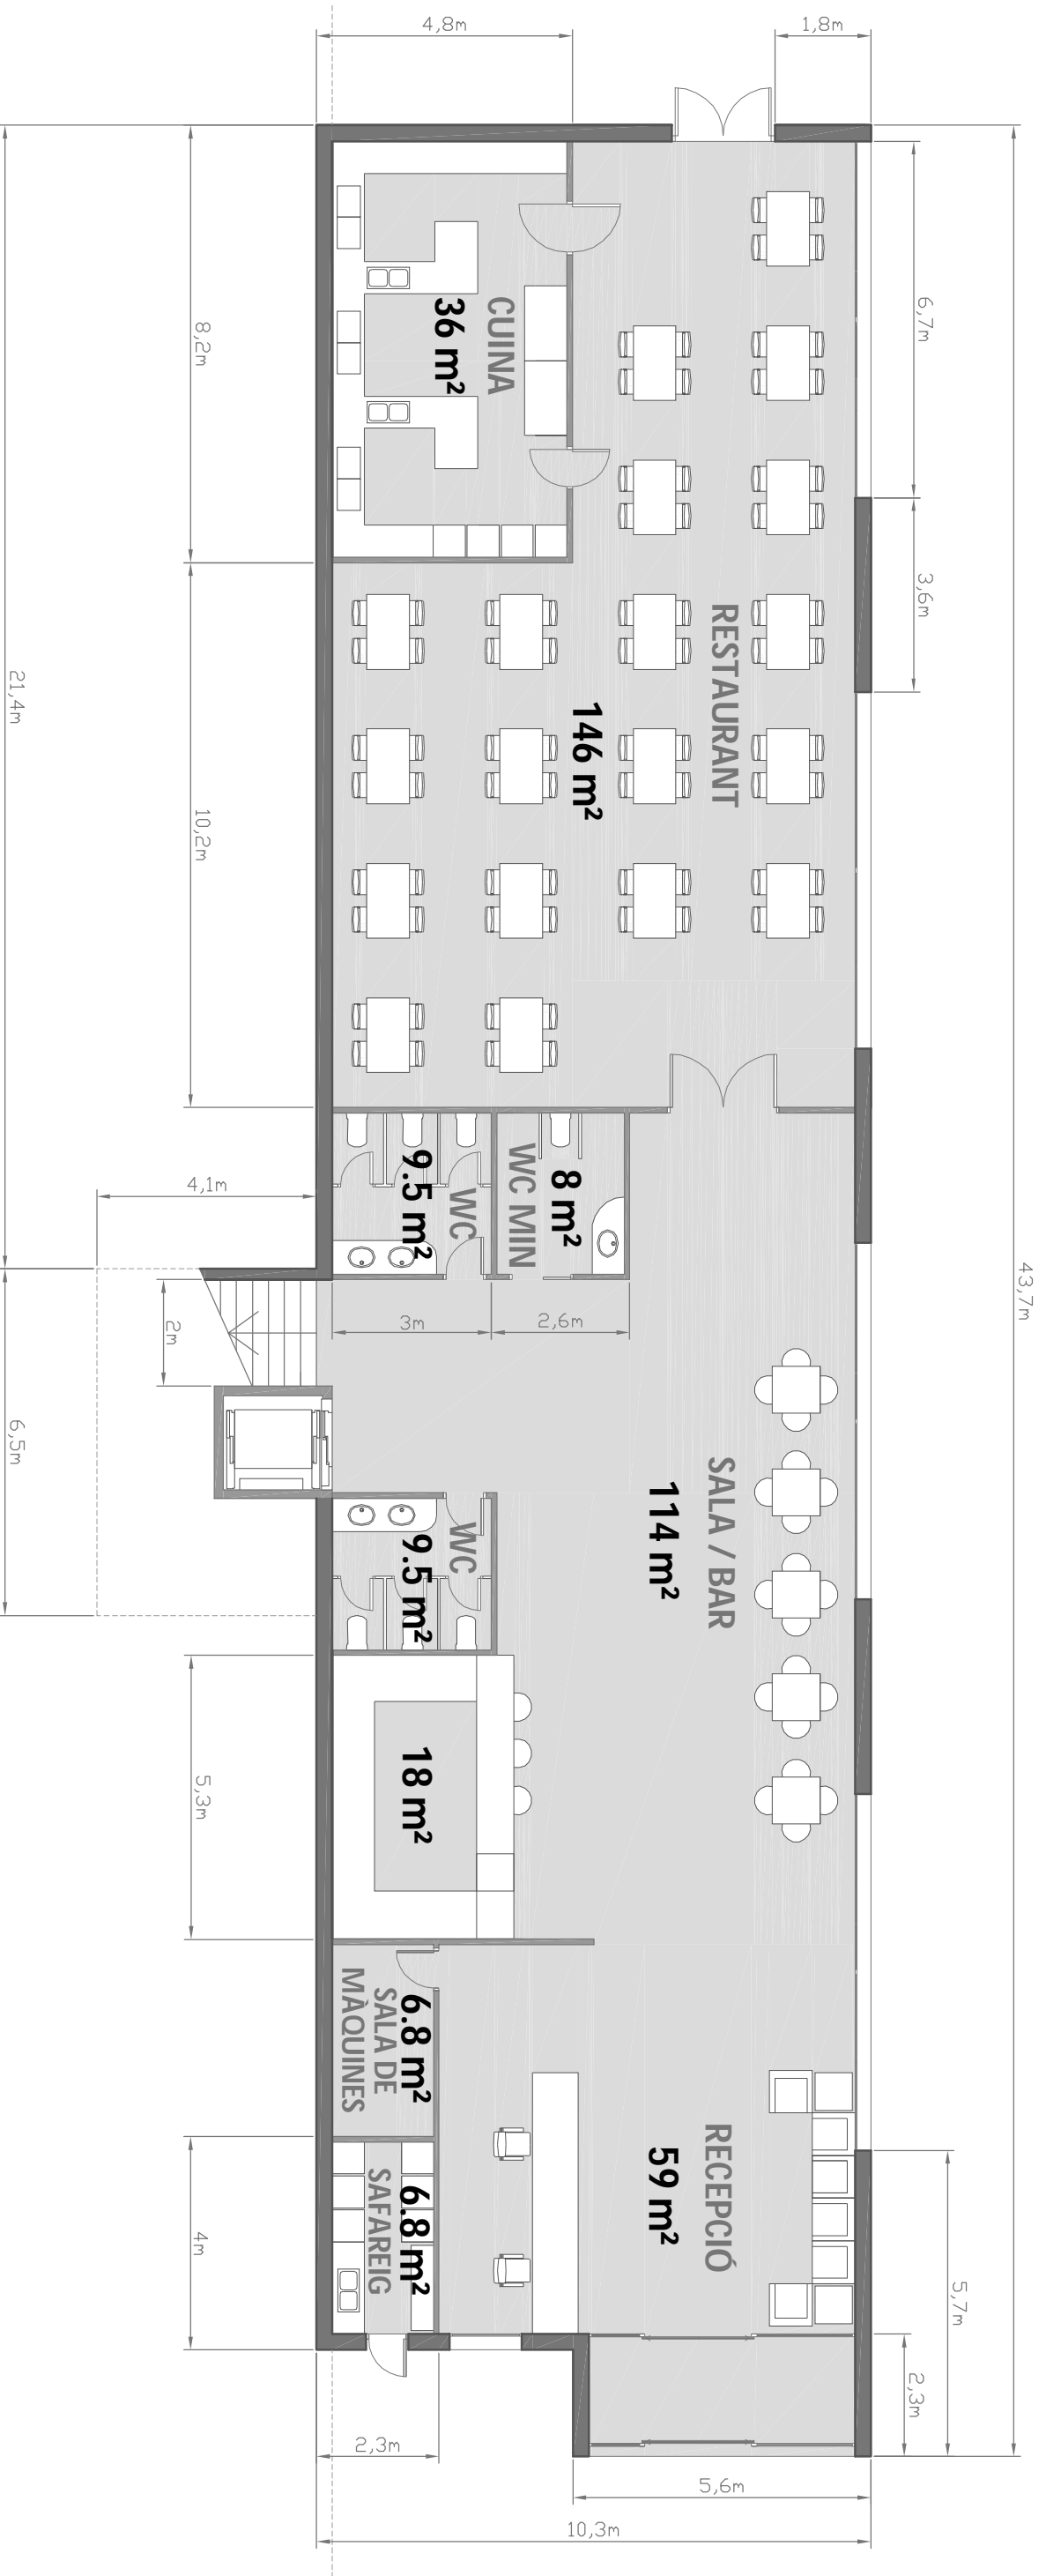 4,8m
1,8m
43,7m
6,7m
3,6m
8,2m
10,2m
21,4m
6,5m
4,1m
2m
3m
2,6m
5,3m
4m
5,7m
2,3m
2,3m
5,6m
10,3m
CUINA
36 m²
RESTAURANT
146 m²
WC
9.5 m²
WC MIN
8 m²
SALA / BAR
114 m²
WC
9.5 m²
18 m²
6.8 m²
SALA DE
MÀQUINES
6.8 m²
SAFAREIG
RECEPCIÓ
59 m²